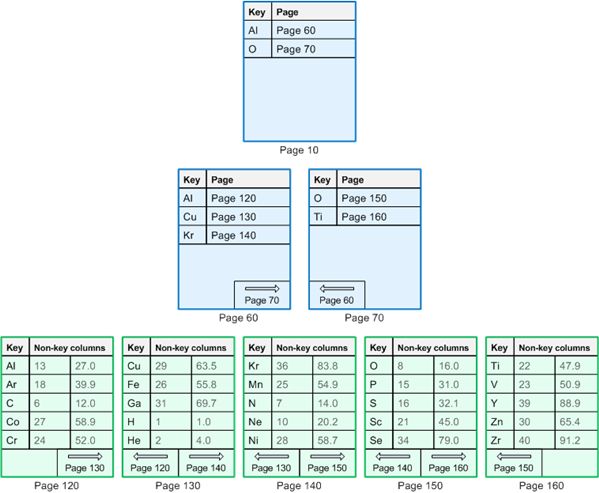 Key Page
Al Page 60
O Page 70
Page 10
Key Page
Al Page 120
Cu Page 130
Kr Page 140
Page 70
Page 60
Key Page
O Page 150
Ti Page 160
Page 60
Page 70
Key Non-key columns
Al 13 27.0
Ar 18 39.9
C 6 12.0
Co 27 58.9
Cr 24 52.0
Page 130
Page 120
Key Non-key columns
Cu 29 63.5
Fe 26 55.8
Ga 31 69.7
H 1 1.0
He 2 4.0
Page 120 Page 140
Page 130
Key Non-key columns
Kr 36 83.8
Mn 25 54.9
N 7 14.0
Ne 10 20.2
Ni 28 58.7
Page 130 Page 150
Page 140
Key Non-key columns
O 8 16.0
P 15 31.0
S 16 32.1
Sc 21 45.0
Se 34 79.0
Page 140 Page 160
Page 150
Key Non-key columns
Ti 22 47.9
V 23 50.9
Y 39 88.9
Zn 30 65.4
Zr 40 91.2
Page 150
Page 160